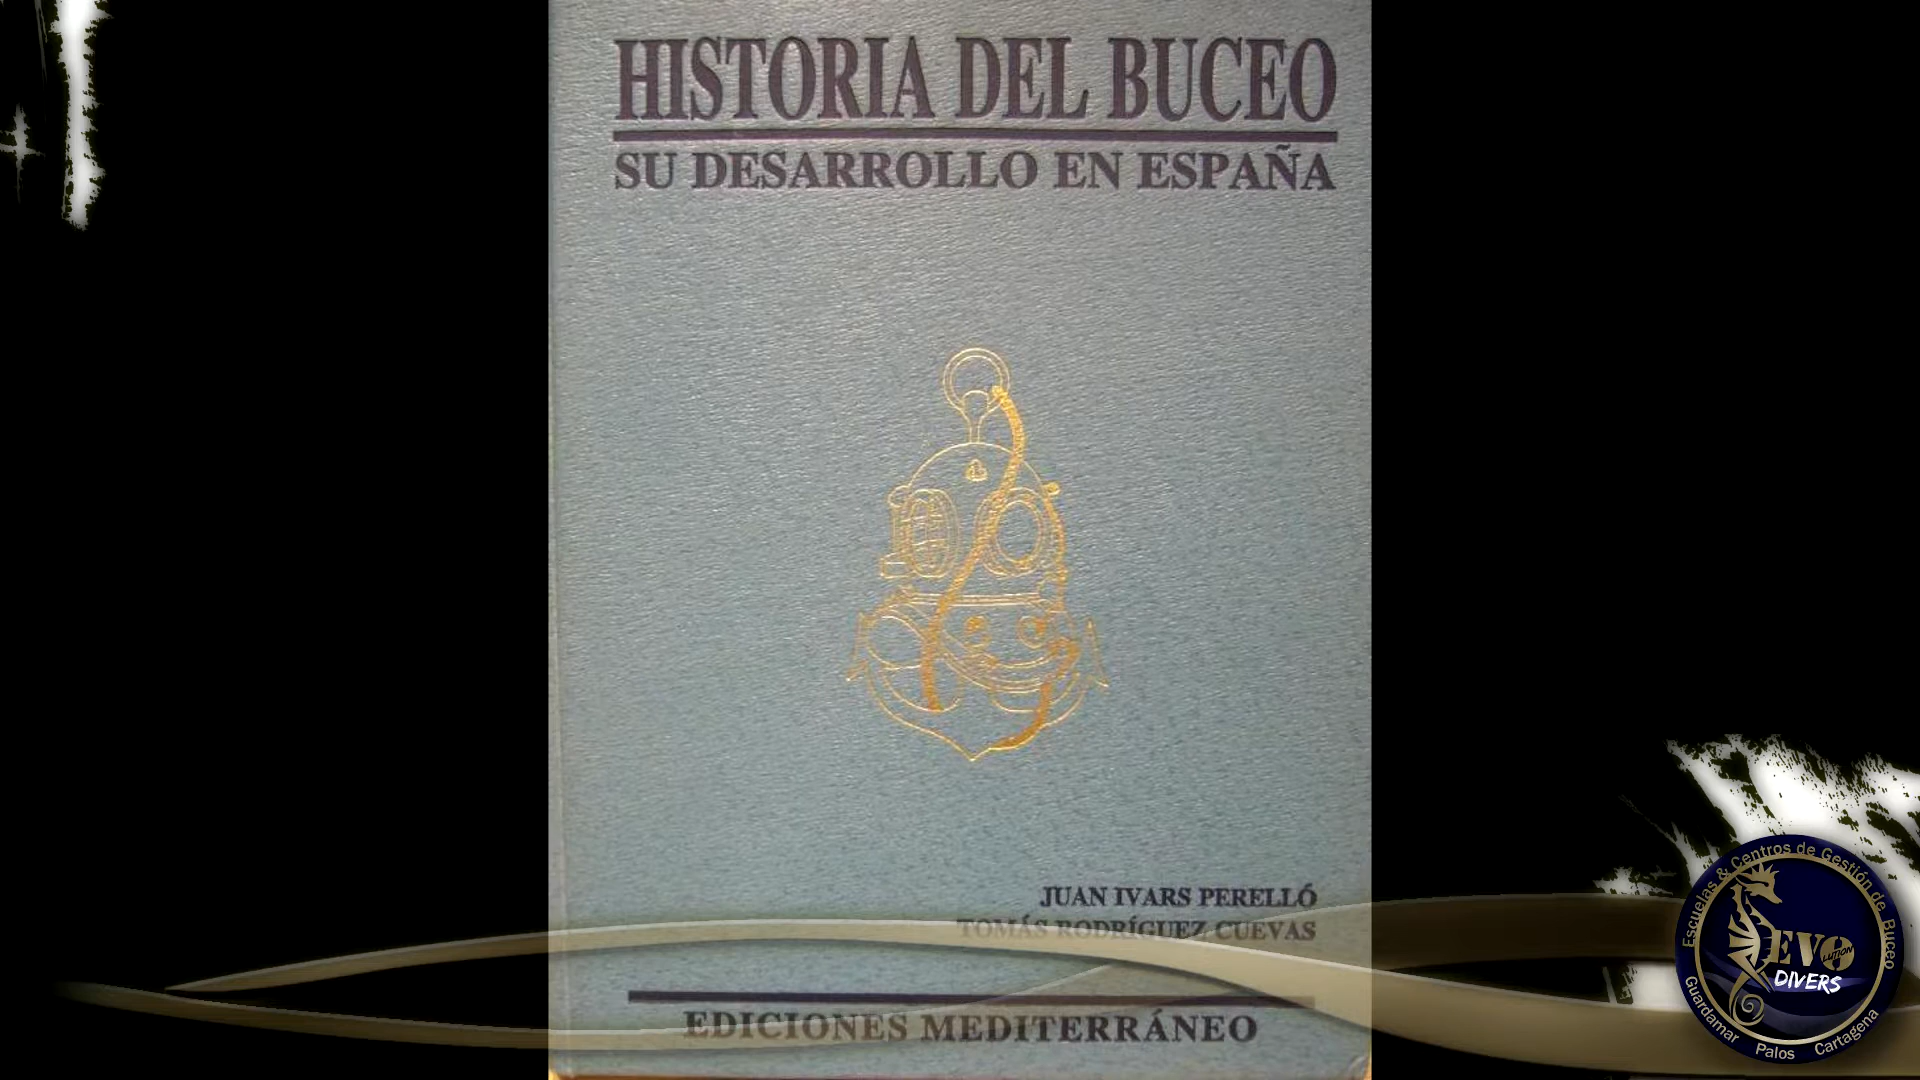 HISTORIA DEL BUCEO
SU DESARROLLO EN ESPAÑA
JUAN IVARS PERELLÓ
TOMÁS RODRÍGUEZ CUEVAS
EDICIONES MEDITERRÁNEO
Escuelas & Centros de Gestión de Buceo
EVOLUTION
DIVERS
Guardamar Palos Cartagena